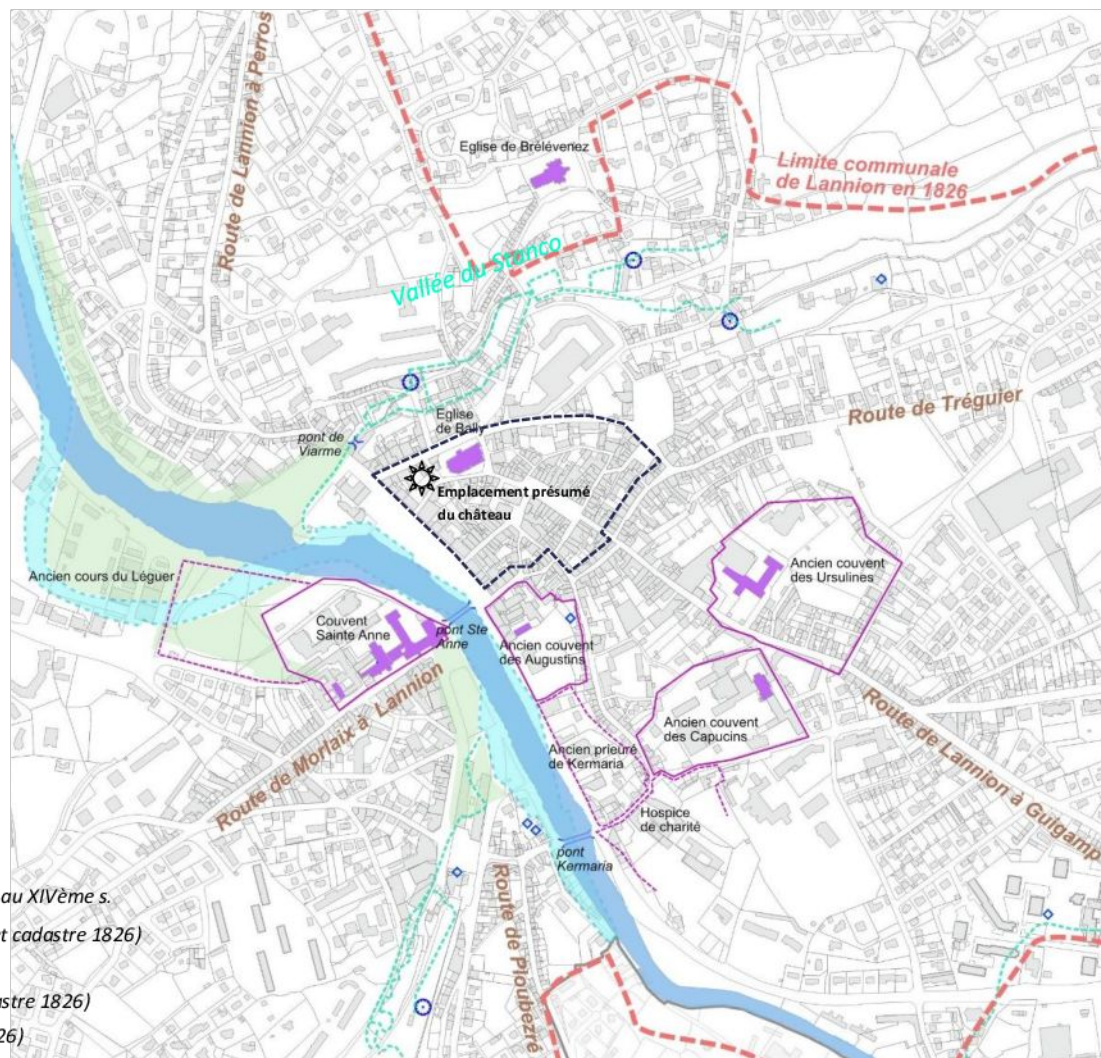 Route de Lannion à Perros
Eglise de Brélévenez
Limite communale
de Lannion en 1826
Vallée du Stanco
Route de Tréguier
Eglise
de Baily
pont de
Viarme
Emplacement présumé
du château
Ancien cours du Léguer
Couvent
Sainte Anne
pont Ste
Anne
Ancien couvent
des Augustins
Ancien couvent
des Ursulines
Ancien couvent
des Capucins
Route de Morlaix à Lannion
Ancien prieuré
de Kermaria
Route de Lannion à Guigamp
Hospice
de charité
pont
Kermaria
Route de Ploubezré
au XIVème s.
et cadastre 1826)
astre 1826)
26)